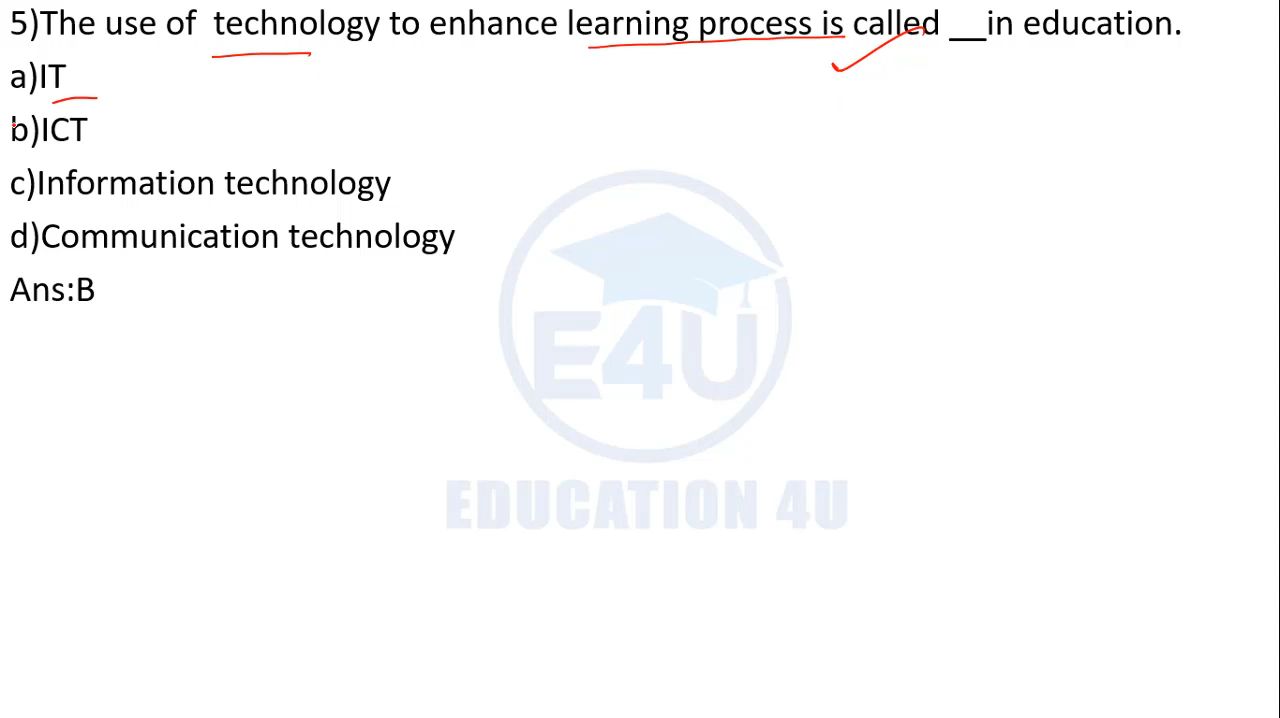 5)The use of  technology to enhance learning process is called __in education.
a)IT
b)ICT
c)Information technology
d)Communication technology
Ans:B
E4U
EDUCATION 4U